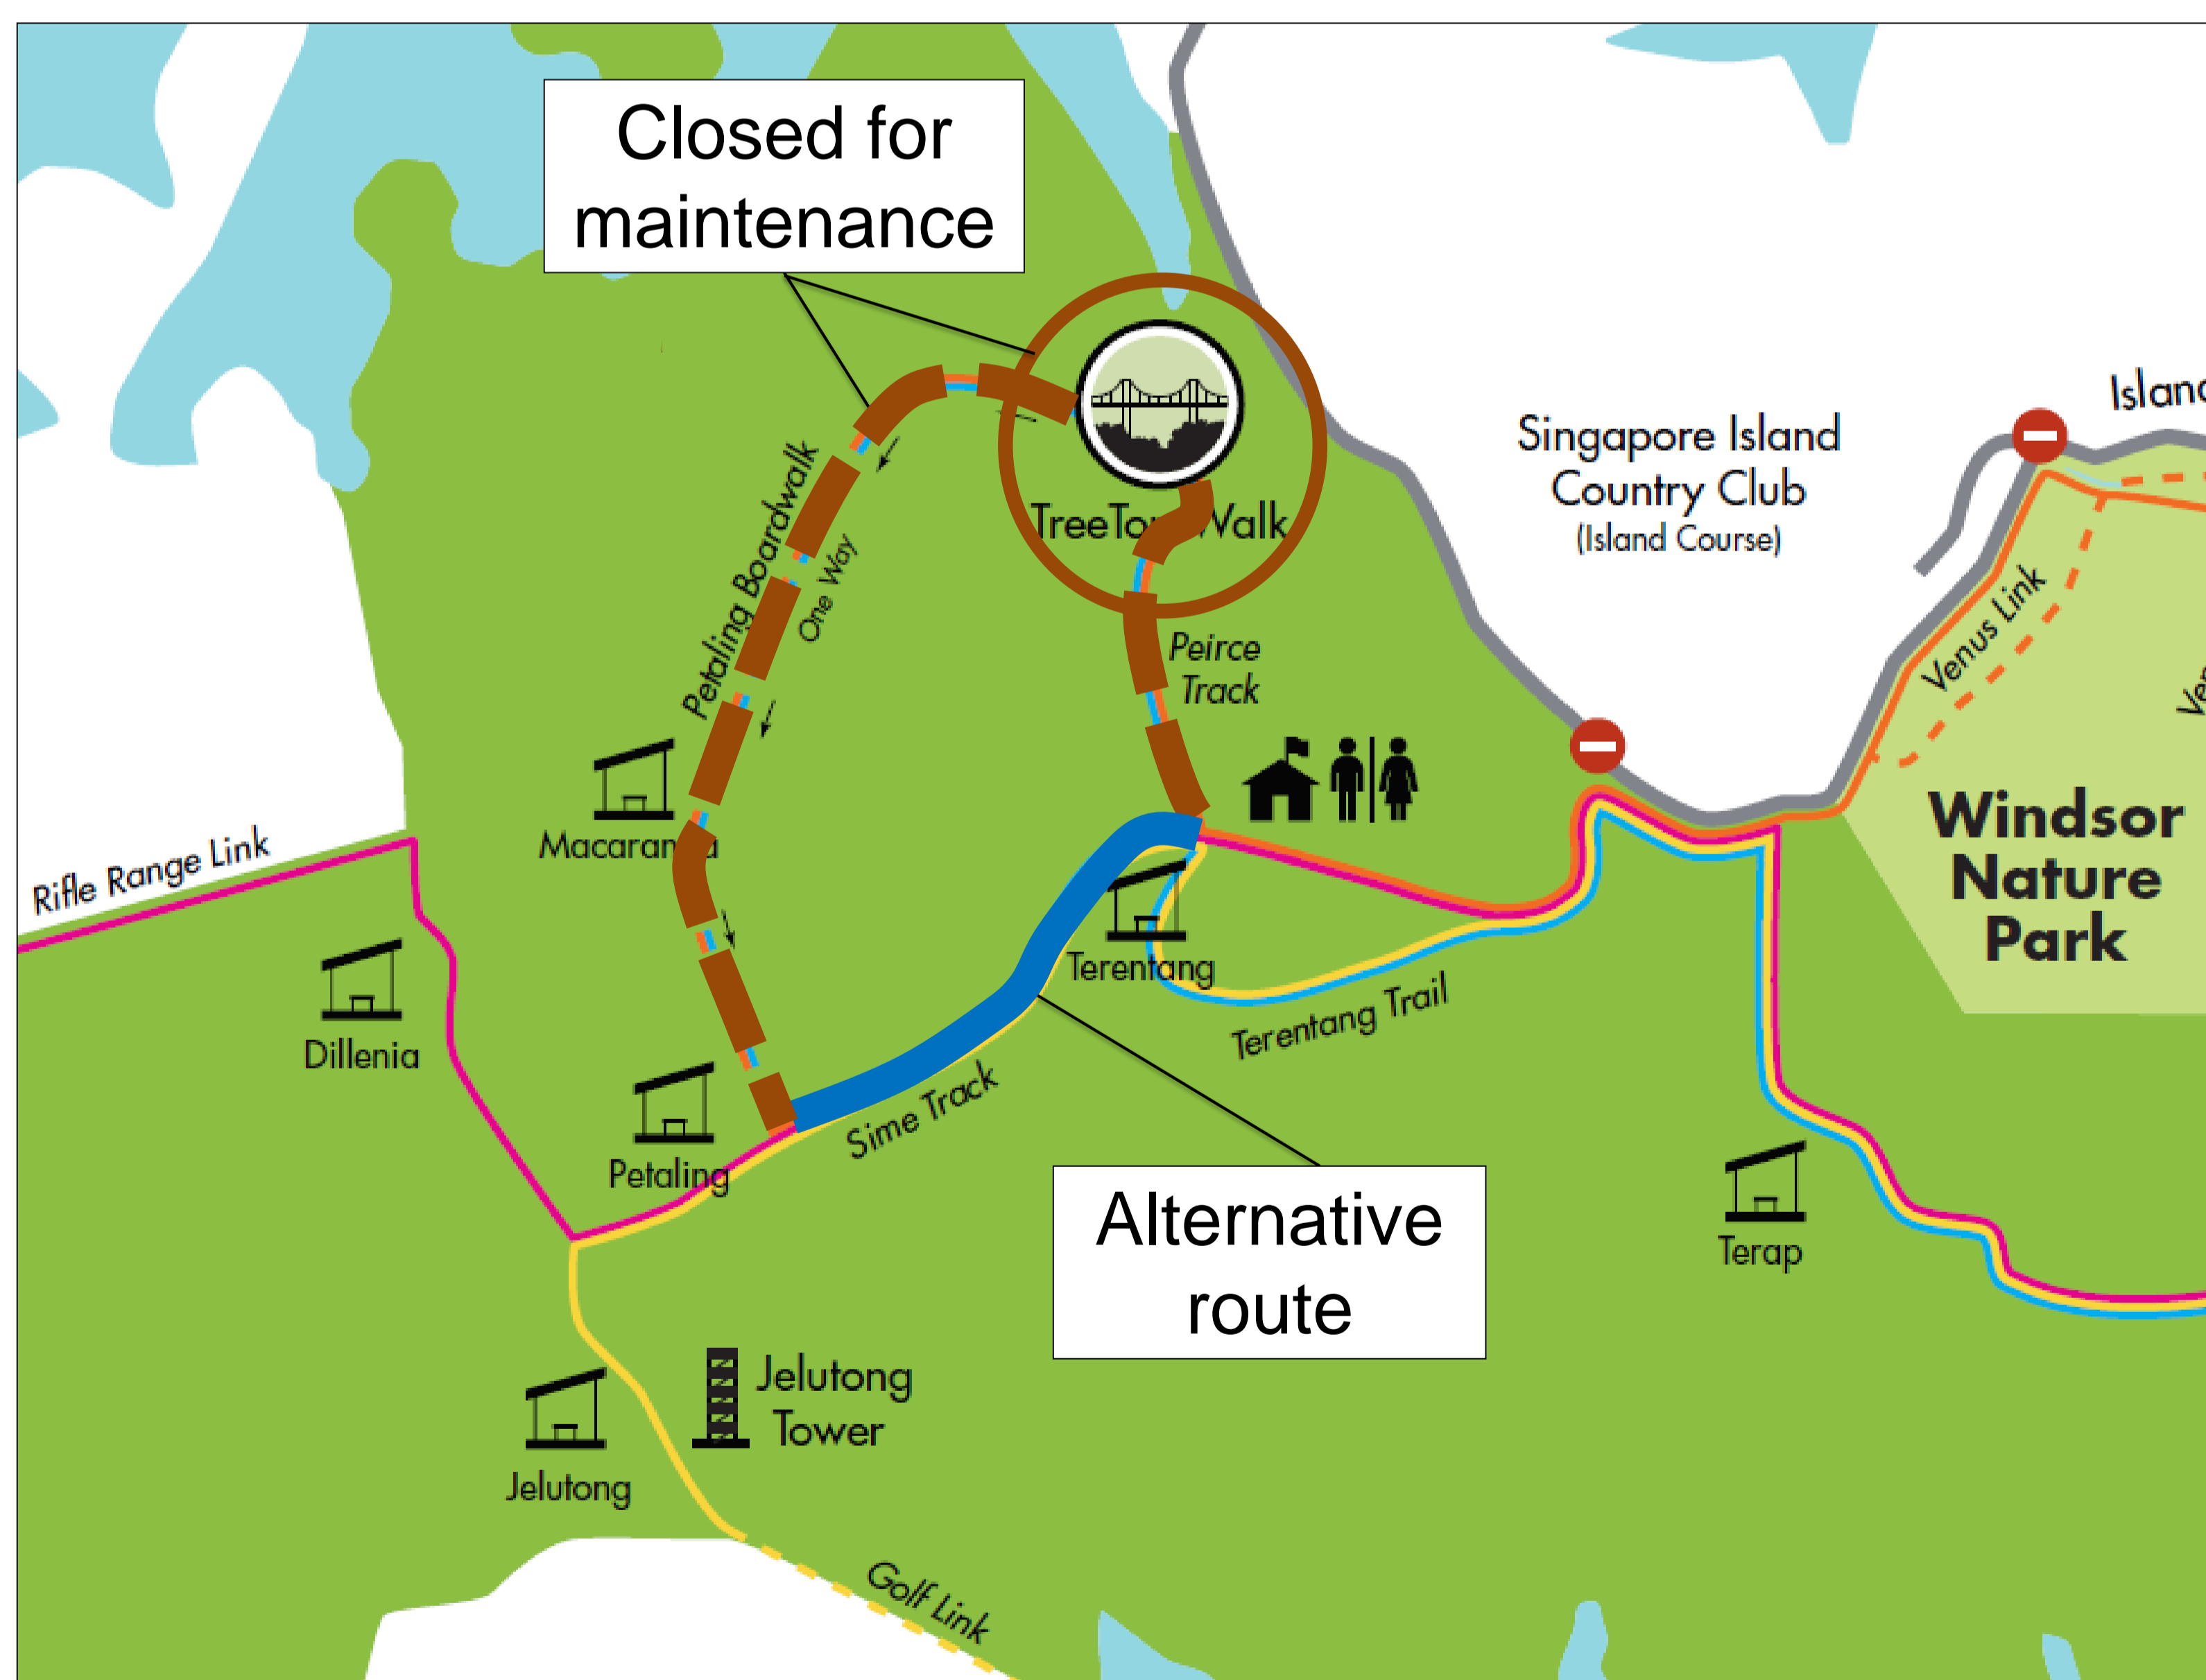 Closed for
maintenance
Island
Singapore Island
Country Club
(Island Course)
TreeTop Walk
Petaling Boardwalk
One Way
Venus Link
Peirce
Track
Macaranga
Windsor
Nature
Park
Rifle Range Link
Terentang
Terentang Trail
Dillenia
Sime Track
Petaling
Alternative
route
Terap
Jelutong
Tower
Jelutong
Golf Link